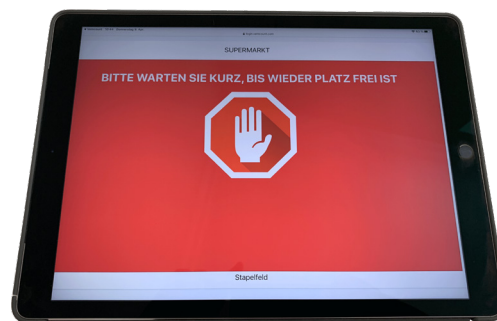 SUPERMARKT
BITTE WARTEN SIE KURZ, BIS WIEDER PLATZ FREI IST
Stapelfeld